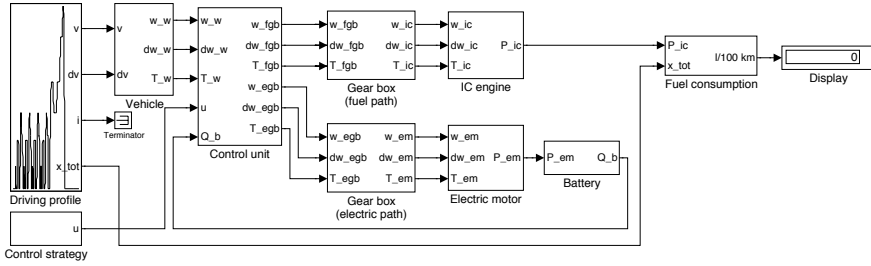 v
dv
i
x_tot
Driving profile
u
Control strategy
v
dv
w_w
dw_w
T_w
Vehicle
Terminator
w_w
dw_w
T_w
u
Q_b
w_fgb
dw_fgb
T_fgb
w_egb
dw_egb
T_egb
Control unit
w_fgb
dw_fgb
T_fgb
w_ic
dw_ic
T_ic
Gear box
(fuel path)
w_ic
dw_ic
T_ic
P_ic
IC engine
w_egb
dw_egb
T_egb
w_em
dw_em
T_em
Gear box
(electric path)
w_em
dw_em
T_em
P_em
Electric motor
P_em
Q_b
Battery
P_ic
x_tot
l/100 km
Fuel consumption
0
Display